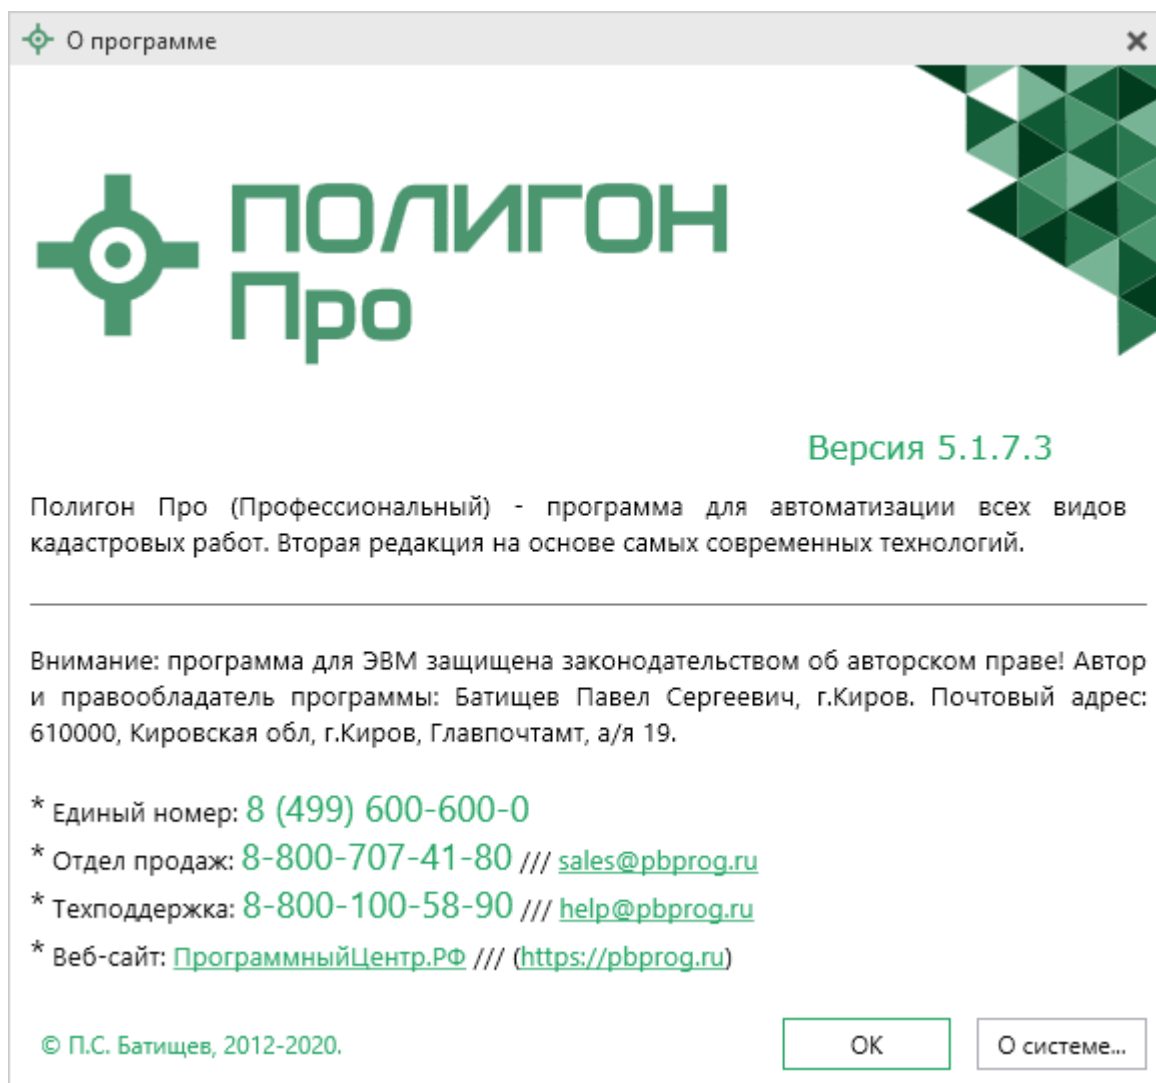 О программе
ПОЛИГОН
Про
Версия 5.1.7.3
Полигон Про (Профессиональный) - программа для автоматизации всех видов
кадастровых работ. Вторая редакция на основе самых современных технологий.
Внимание: программа для ЭВМ защищена законодательством об авторском праве! Автор
и правообладатель программы: Батищев Павел Сергеевич, г.Киров. Почтовый адрес:
610000, Кировская обл, г.Киров, Главпочтамт, а/я 19.
* Единый номер: 8 (499) 600-600-0
* Отдел продаж: 8-800-707-41-80 /// sales@pbprog.ru
* Техподдержка: 8-800-100-58-90 /// help@pbprog.ru
* Веб-сайт: ПрограммныйЦентр.РФ /// (https://pbprog.ru)
© П.С. Батищев, 2012-2020.
ОК
О системе...